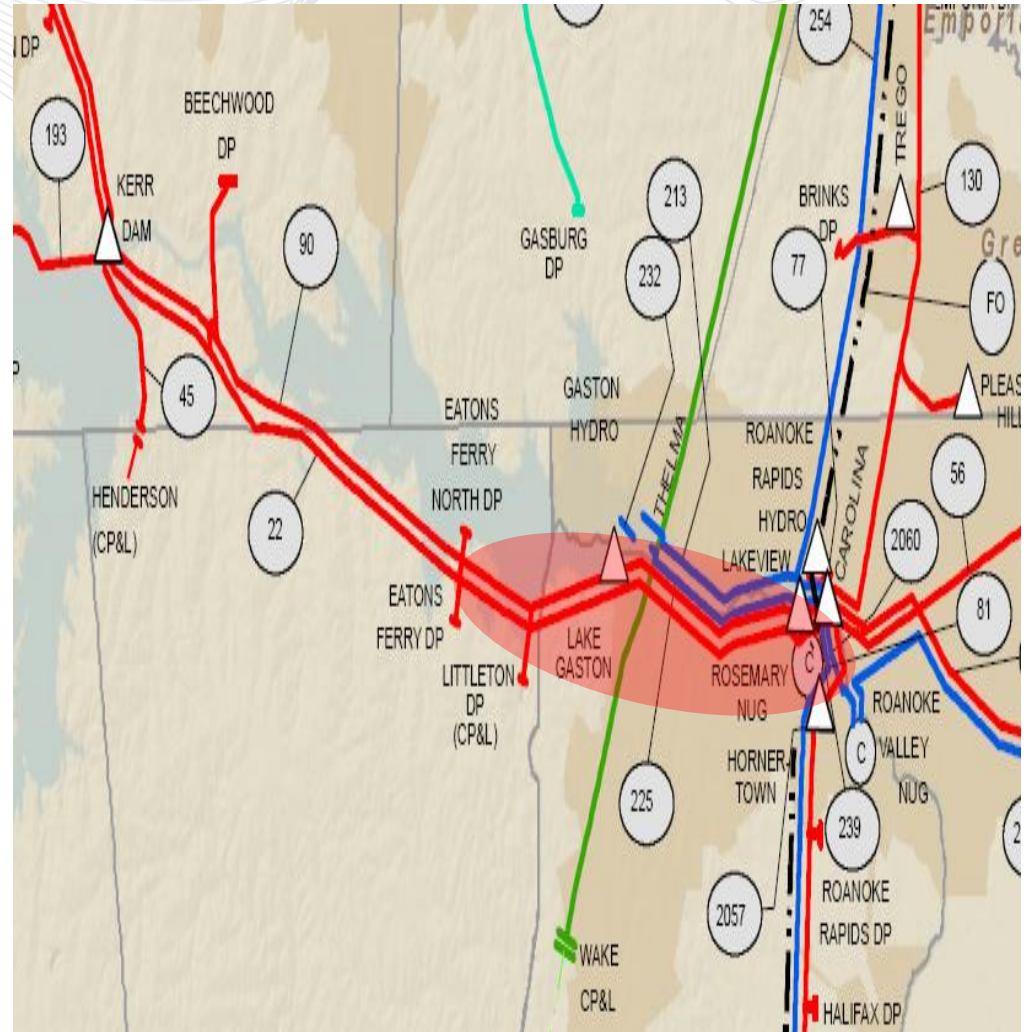 254
Empori
N DP
193
BEECHWOOD
DP
KERR
DAM
90
213
TREGO
130
BRINKS
DP
GASBURG
DP
232
77
Gre
FO
45
GASTON
HYDRO
EATONS
FERRY
NORTH DP
THELMA
ROANOKE
RAPIDS
HYDRO
LAKEVIEW
CAROLINA
PLEAS
HILL
56
2060
HENDERSON
(CP&L)
22
81
EATONS
FERRY DP
LITTLETON
DP
(CP&L)
LAKE
GASTON
ROSEMARY
NUG
C
ROANOKE
VALLEY
NUG
C
HORNER
TOWN
225
239
2
ROANOKE
RAPIDS DP
2057
WAKE
CP&L
HALIFAX DP